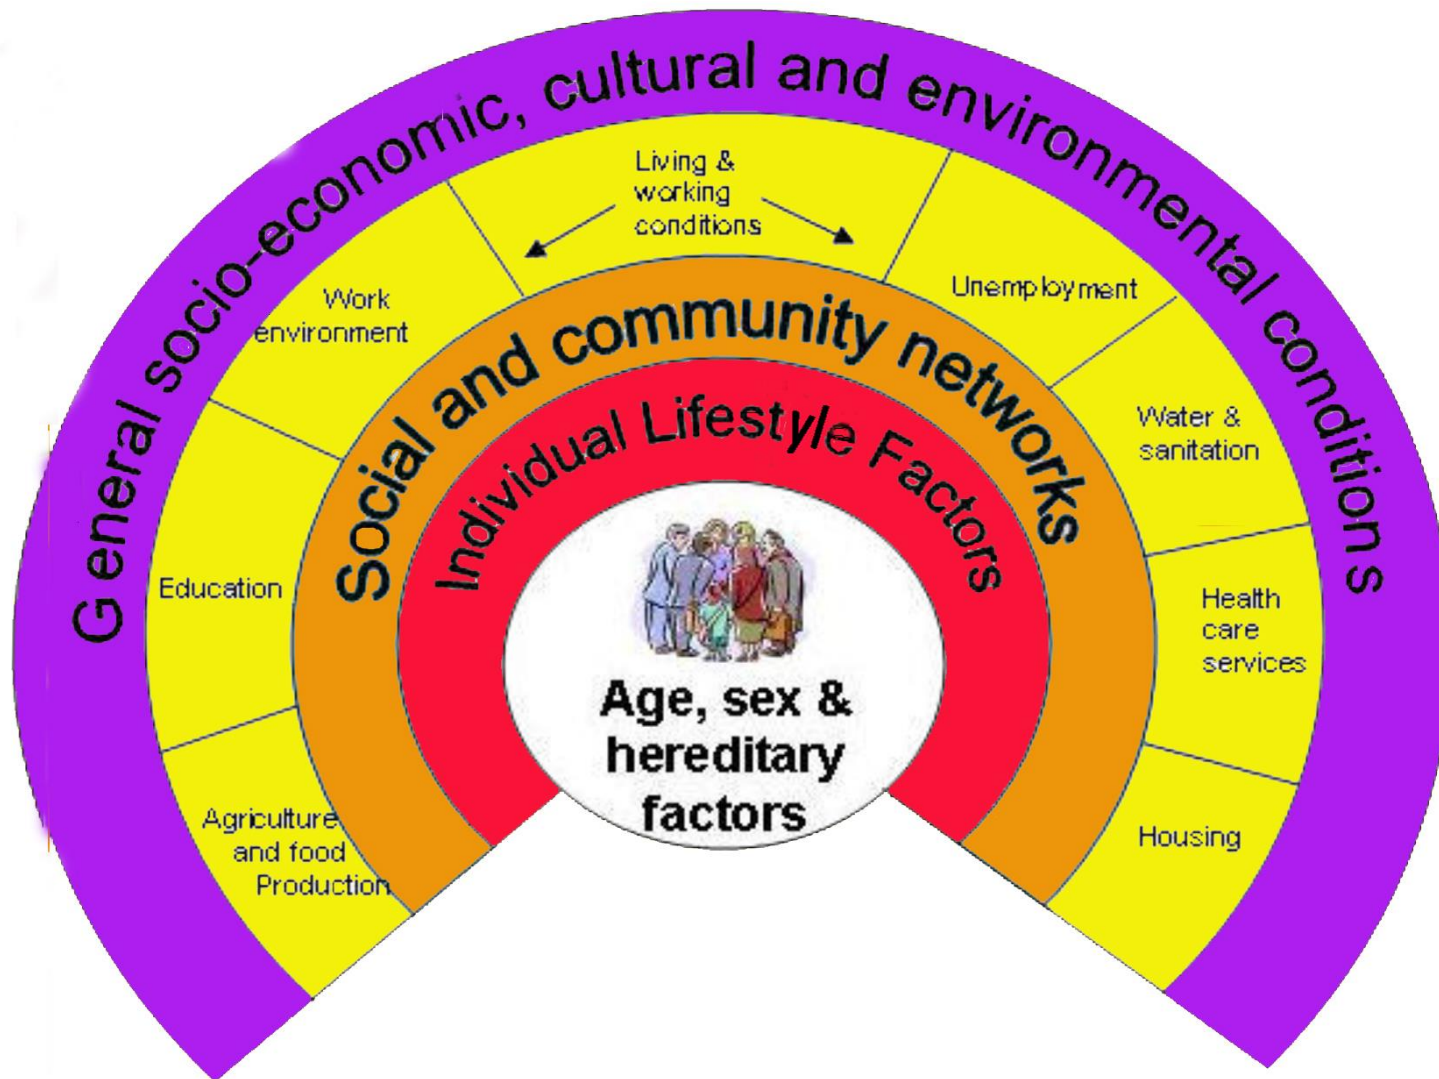 General socio-economic, cultural and environmental conditions
Living &
working
conditions
Work
environment
Unemployment
Water &
sanitation
Education
Health
care
services
Agriculture
and food
Production
Housing
Social and community networks
Individual Lifestyle Factors
Age, sex &
hereditary
factors